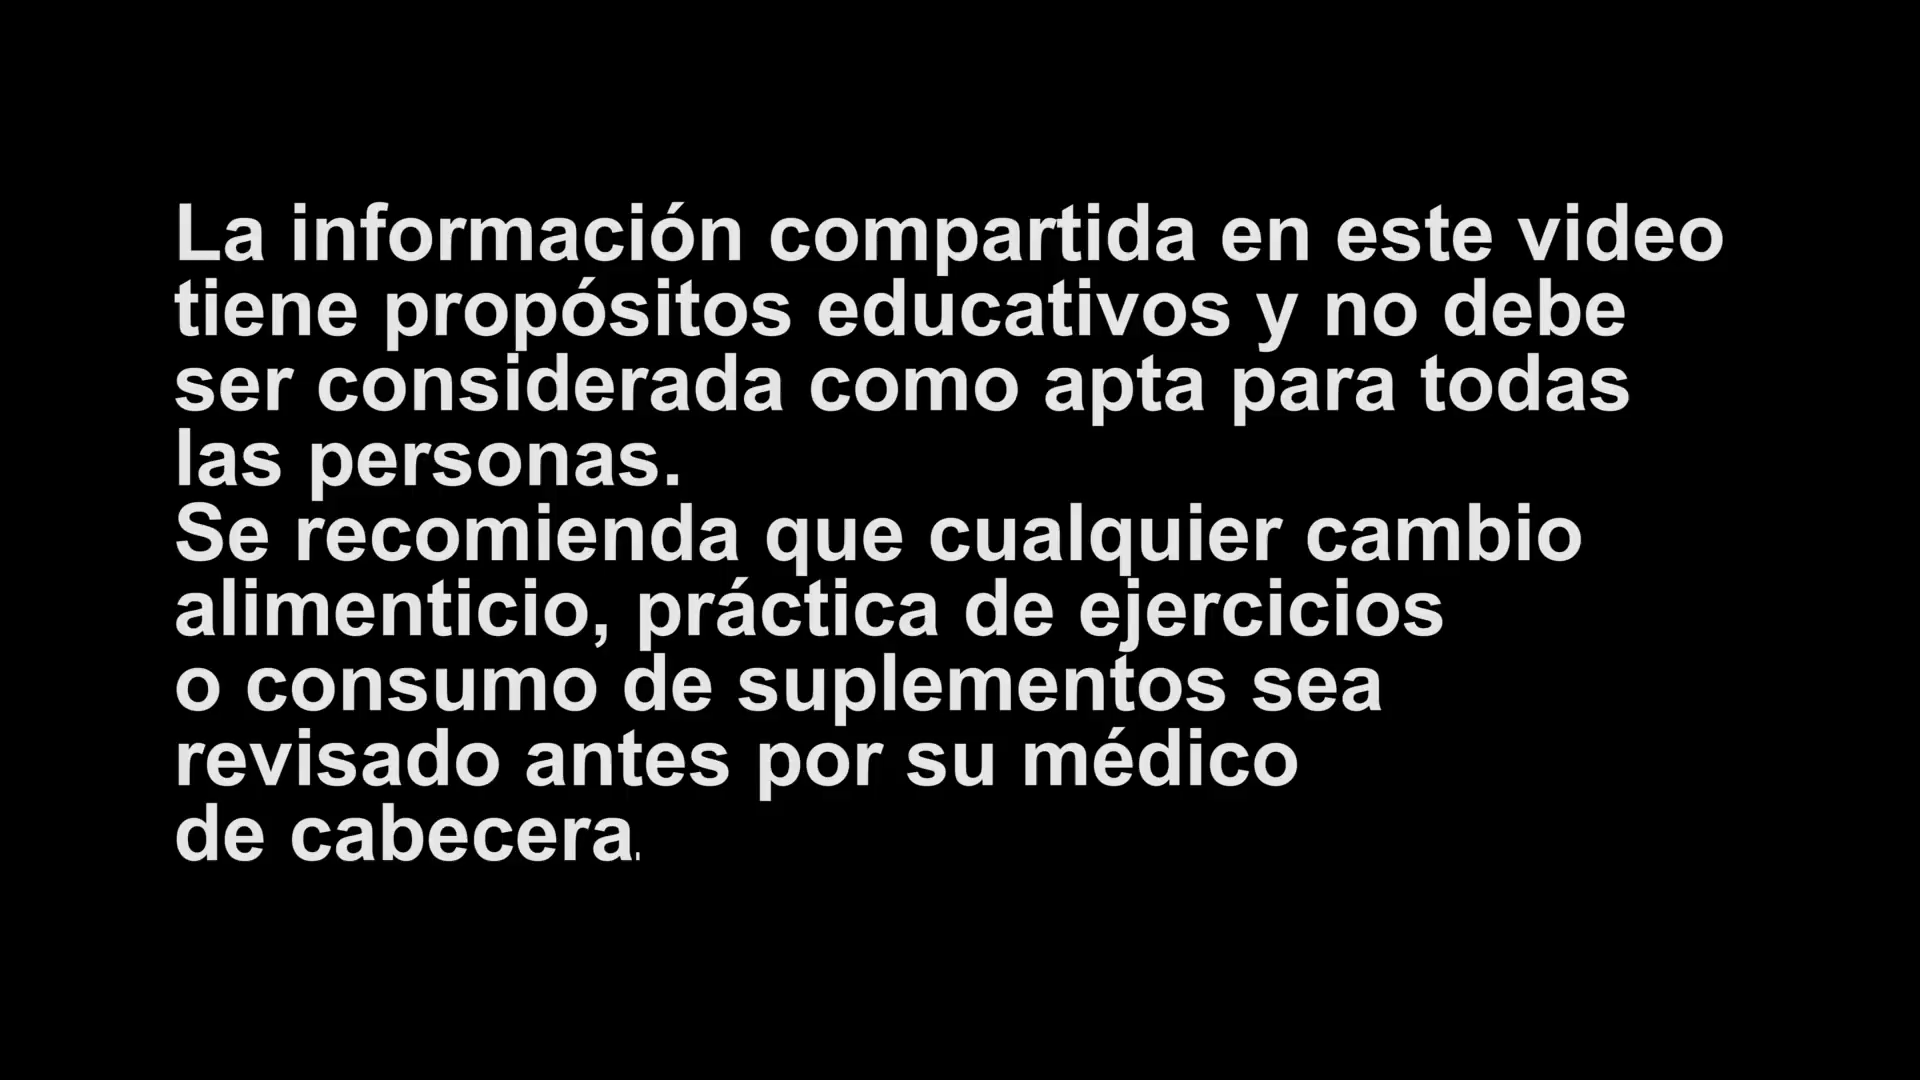 La información compartida en este video
tiene propósitos educativos y no debe
ser considerada como apta para todas
las personas.
Se recomienda que cualquier cambio
alimenticio, práctica de ejercicios
o consumo de suplementos sea
revisado antes por su médico
de cabecera.